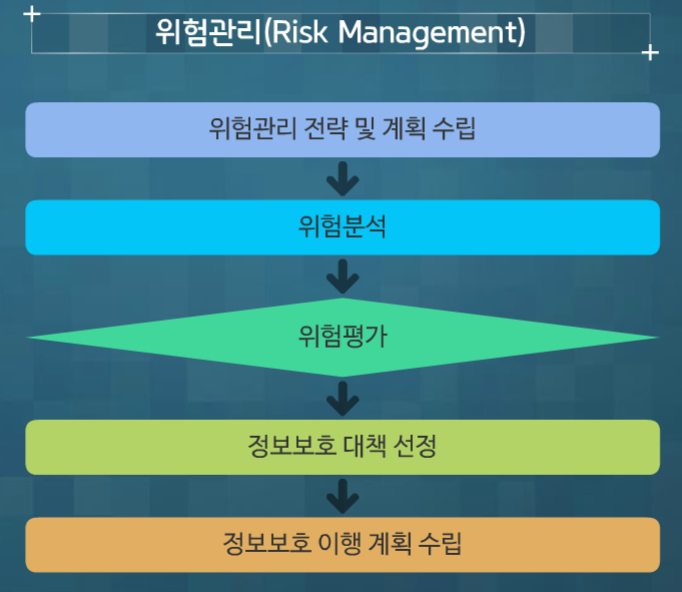 위험관리(Risk Management)
위험관리 전략 및 계획 수립
위험분석
위험평가
정보보호 대책 선정
정보보호 이행 계획 수립